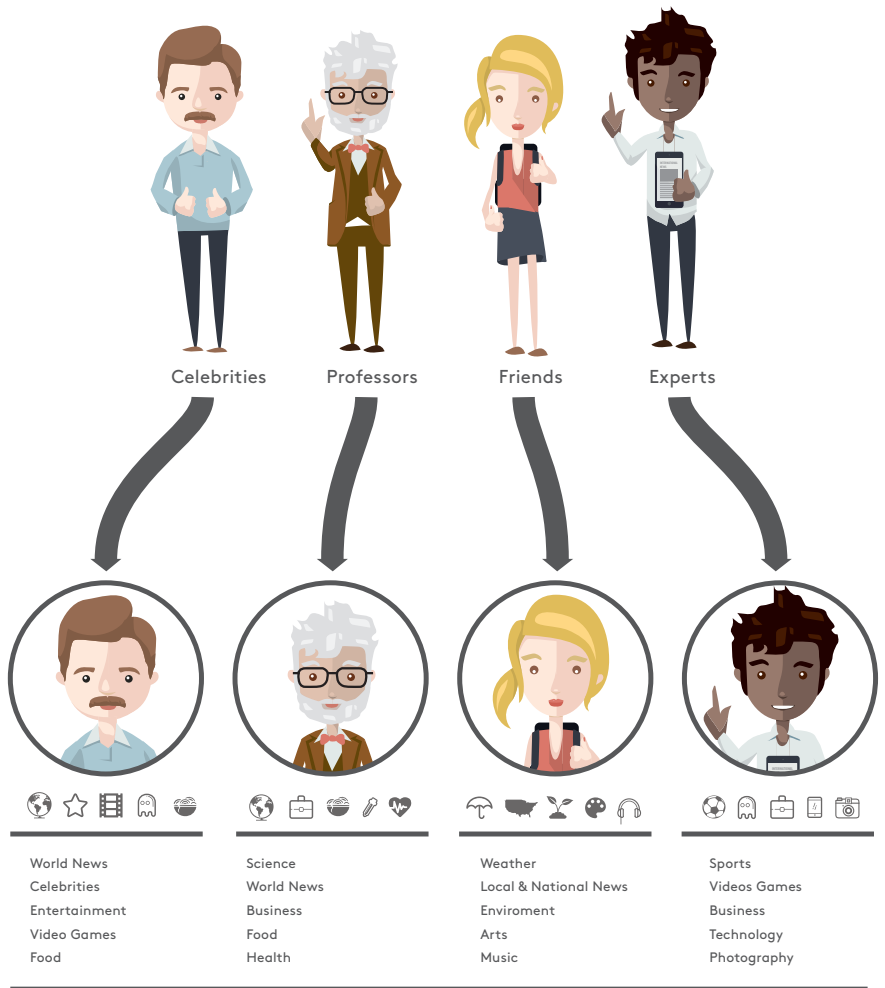 Celebrities
Professors
Friends
Experts
World News
Celebrities
Entertainment
Video Games
Food
Science
World News
Business
Food
Health
Weather
Local & National News
Enviroment
Arts
Music
Sports
Videos Games
Business
Technology
Photography